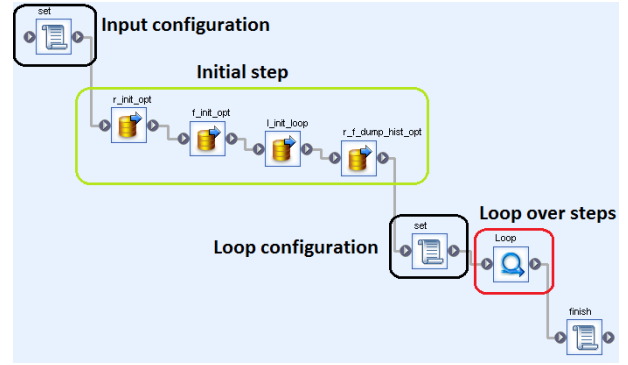 set
Input configuration
Initial step
r_init_opt
f_init_opt
l_init_loop
r_f_dump_hist_opt
set
Loop configuration
Loop over steps
Loop
finish